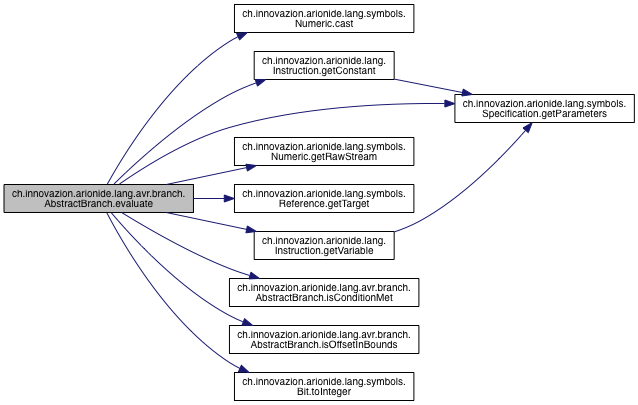 ch.innovazion.arionide.lang.symbols.
Numeric.cast
ch.innovazion.arionide.lang.
Instruction.getConstant
ch.innovazion.arionide.lang.symbols.
Specification.getParameters
ch.innovazion.arionide.lang.symbols.
Numeric.getRawStream
ch.innovazion.arionide.lang.avr.branch.
AbstractBranch.evaluate
ch.innovazion.arionide.lang.symbols.
Reference.getTarget
ch.innovazion.arionide.lang.
Instruction.getVariable
ch.innovazion.arionide.lang.avr.branch.
AbstractBranch.isConditionMet
ch.innovazion.arionide.lang.avr.branch.
AbstractBranch.isOffsetInBounds
ch.innovazion.arionide.lang.symbols.
Bit.toInteger